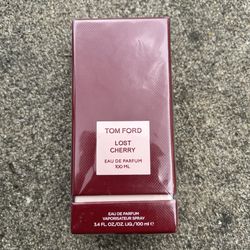 TOM FORD
LOST
CHERRY
EAU DE PARFUM
100 ML
EAU DE PARFUM
VAPORISATEUR SPRAY
3.4 FL.OZ./OZ.LIQ./100 ml ℮